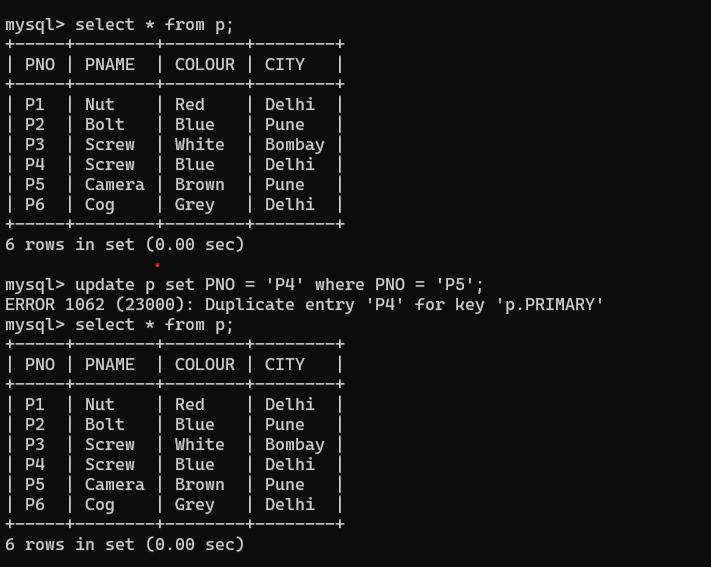 mysql> select * from p;
+-----+--------+--------+--------+
| PNO | PNAME  | COLOUR | CITY   |
+-----+--------+--------+--------+
| P1  | Nut    | Red    | Delhi  |
| P2  | Bolt   | Blue   | Pune   |
| P3  | Screw  | White  | Bombay |
| P4  | Screw  | Blue   | Delhi  |
| P5  | Camera | Brown  | Pune   |
| P6  | Cog    | Grey   | Delhi  |
+-----+--------+--------+--------+
6 rows in set (0.00 sec)
mysql> update p set PNO = 'P4' where PNO = 'P5';
ERROR 1062 (23000): Duplicate entry 'P4' for key 'p.PRIMARY'
mysql> select * from p;
+-----+--------+--------+--------+
| PNO | PNAME  | COLOUR | CITY   |
+-----+--------+--------+--------+
| P1  | Nut    | Red    | Delhi  |
| P2  | Bolt   | Blue   | Pune   |
| P3  | Screw  | White  | Bombay |
| P4  | Screw  | Blue   | Delhi  |
| P5  | Camera | Brown  | Pune   |
| P6  | Cog    | Grey   | Delhi  |
+-----+--------+--------+--------+
6 rows in set (0.00 sec)